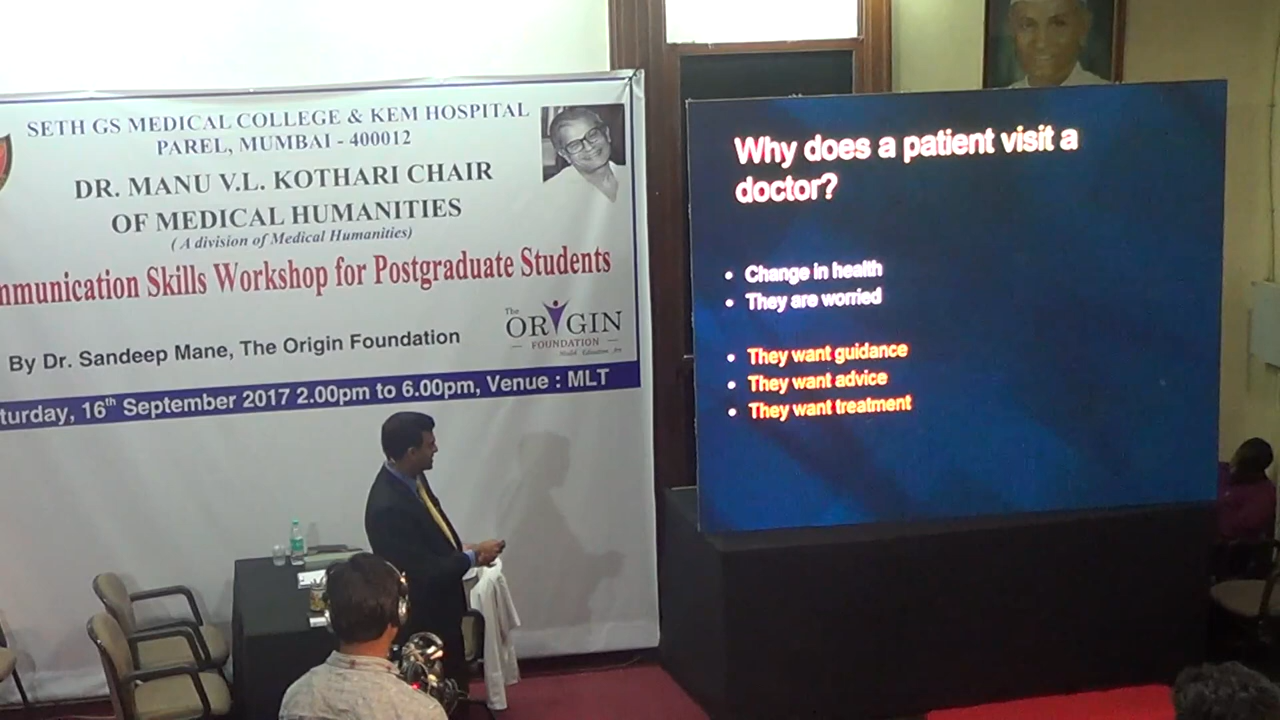 SETH GS MEDICAL COLLEGE & KEM HOSPITAL
PAREL, MUMBAI - 400012
DR. MANU V.L. KOTHARI CHAIR
OF MEDICAL HUMANITIES
( A division of Medical Humanities)
mmunication Skills Workshop for Postgraduate Students
By Dr. Sandeep Mane, The Origin Foundation
The
ORIGIN
FOUNDATION
turday, 16th September 2017 2.00pm to 6.00pm, Venue : MLT
Why does a patient visit a
doctor?
• Change in health
• They are worried
• They want guidance
• They want advice
• They want treatment